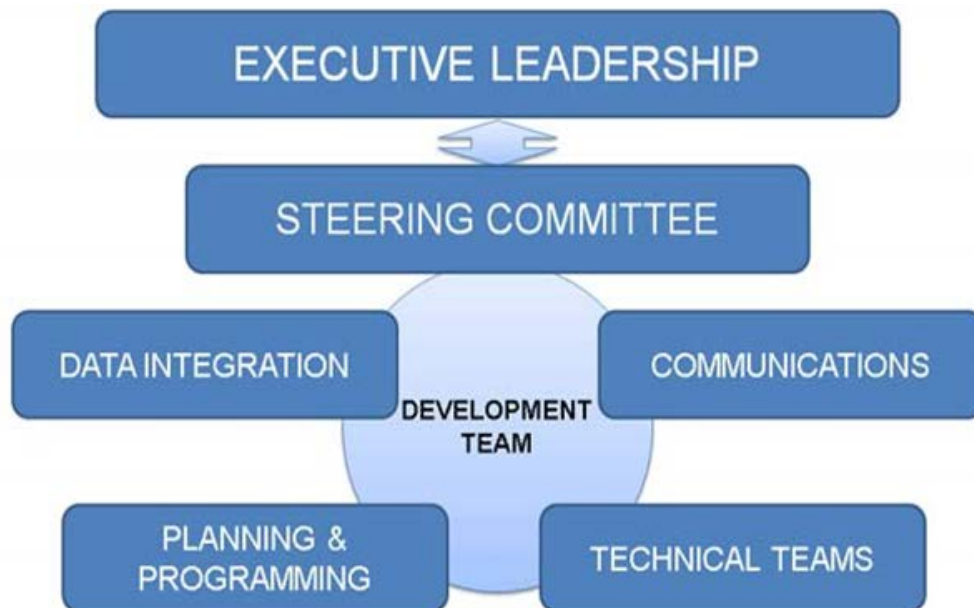 EXECUTIVE LEADERSHIP
STEERING COMMITTEE
DATA INTEGRATION
COMMUNICATIONS
DEVELOPMENT
TEAM
PLANNING &
PROGRAMMING
TECHNICAL TEAMS